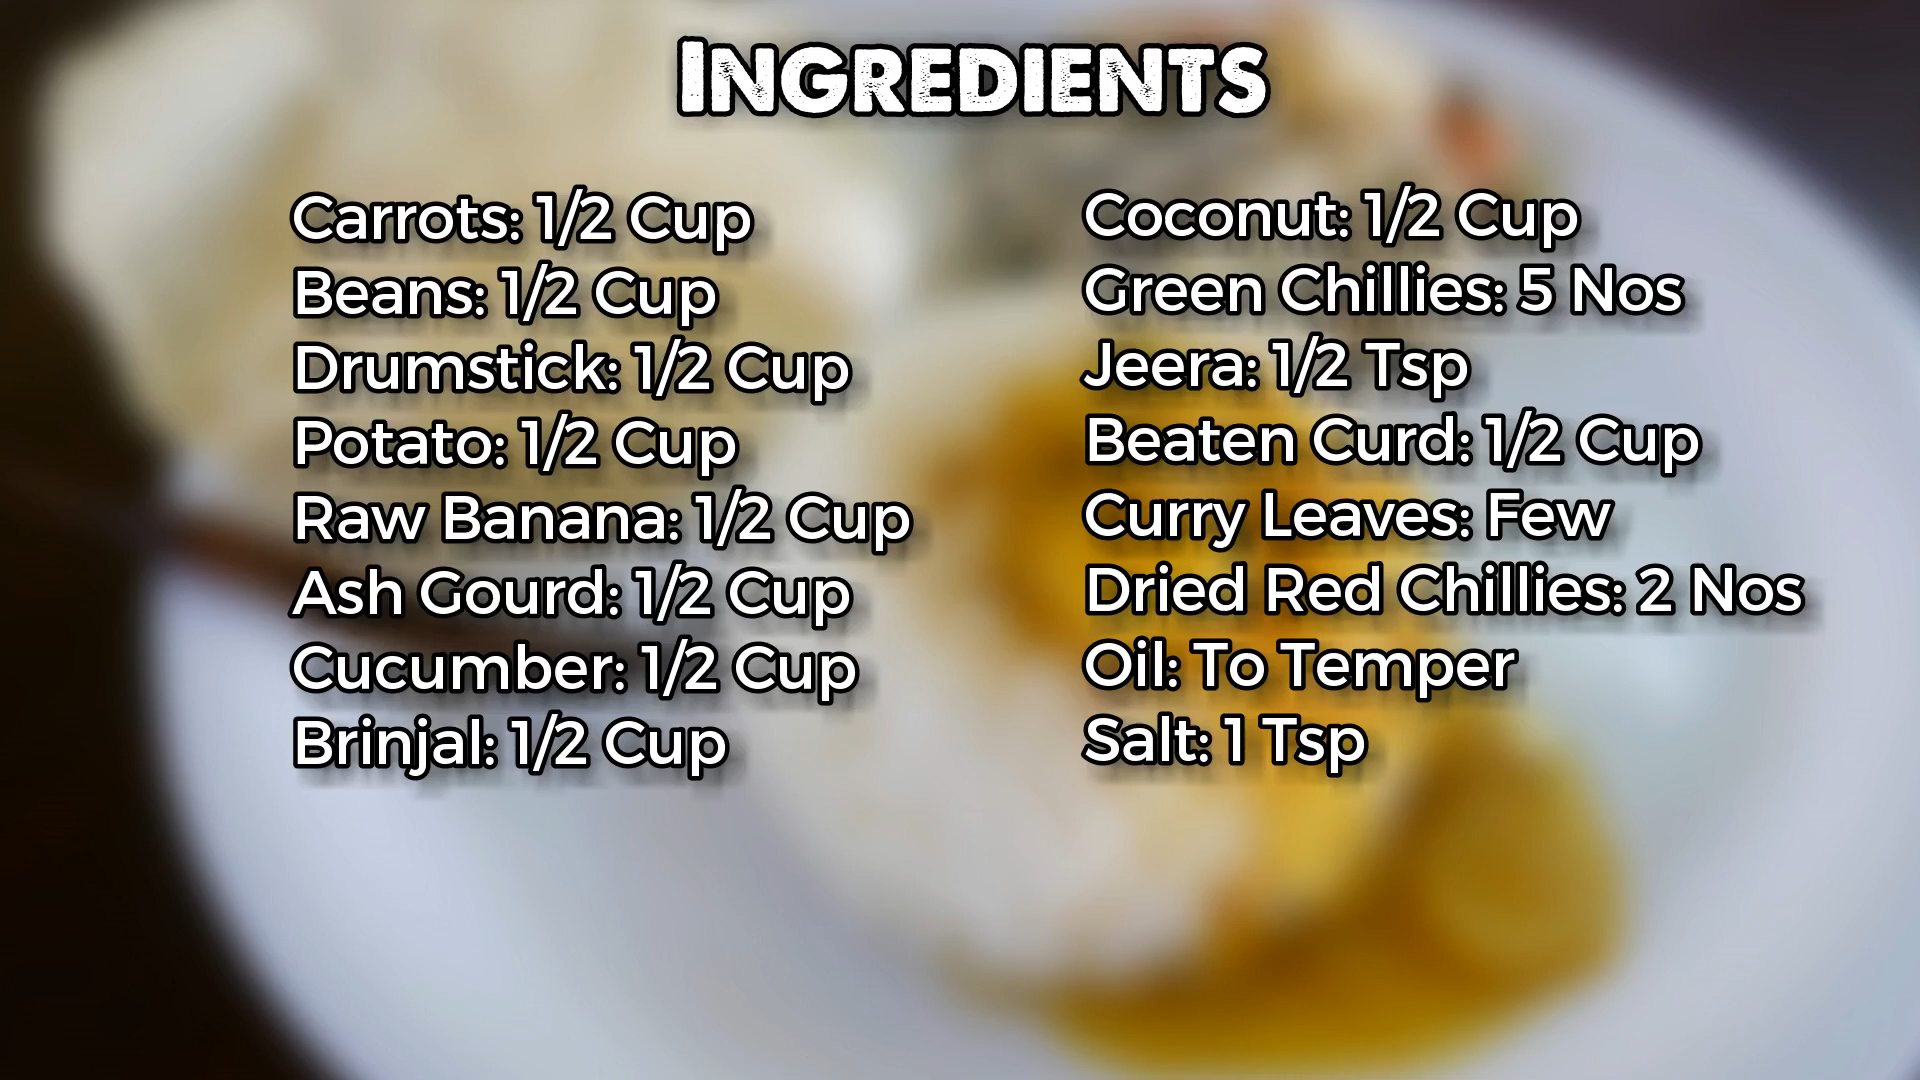 Ingredients
Carrots: 1/2 Cup
Beans: 1/2 Cup
Drumstick: 1/2 Cup
Potato: 1/2 Cup
Raw Banana: 1/2 Cup
Ash Gourd: 1/2 Cup
Cucumber: 1/2 Cup
Brinjal: 1/2 Cup
Coconut: 1/2 Cup
Green Chillies: 5 Nos
Jeera: 1/2 Tsp
Beaten Curd: 1/2 Cup
Curry Leaves: Few
Dried Red Chillies: 2 Nos
Oil: To Temper
Salt: 1 Tsp